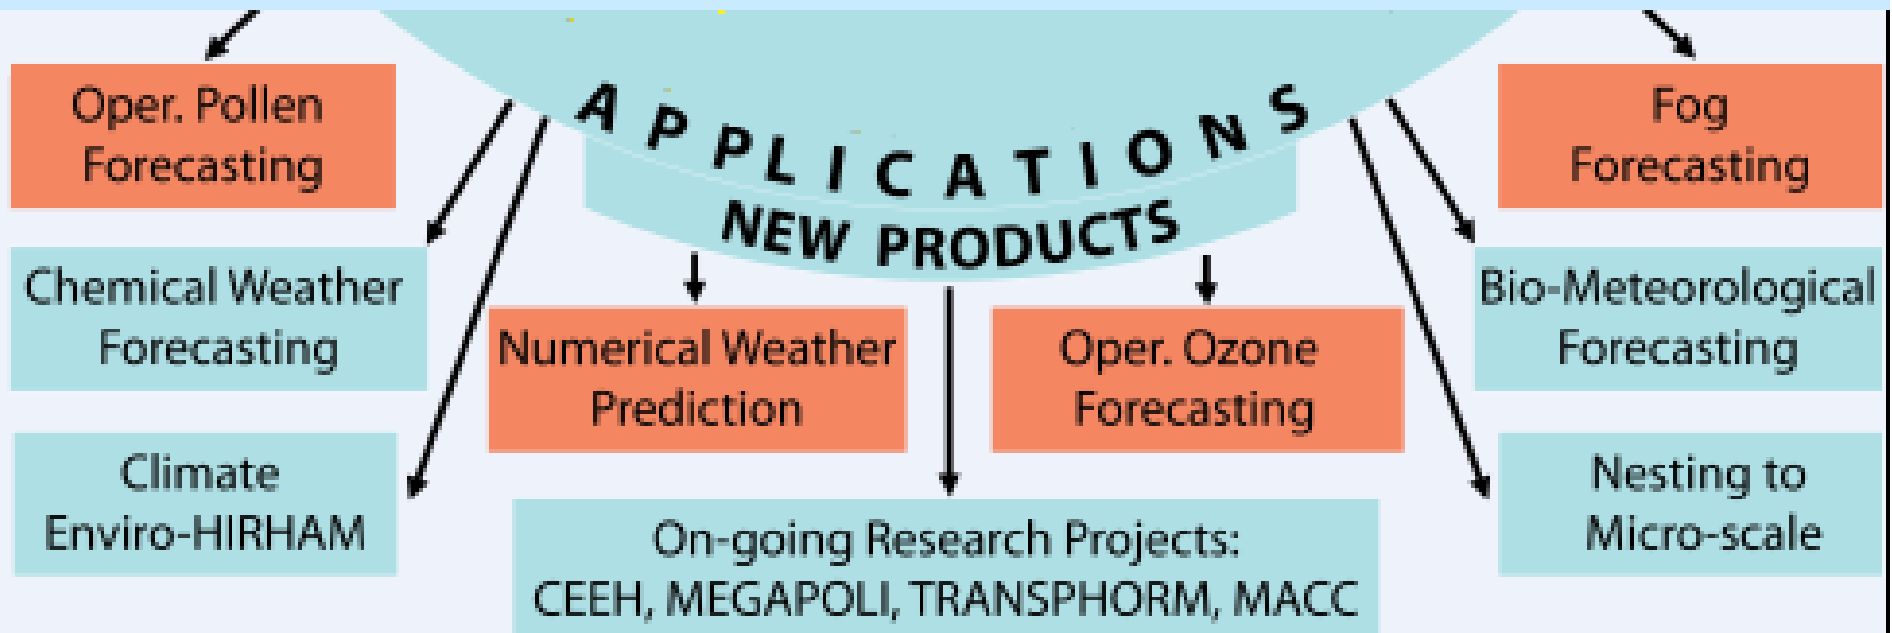 APPLICATIONS
NEW PRODUCTS
Oper. Pollen
Forecasting
Fog
Forecasting
Chemical Weather
Forecasting
Bio-Meteorological
Forecasting
Numerical Weather
Prediction
Oper. Ozone
Forecasting
Climate
Enviro-HIRHAM
Nesting to
Micro-scale
On-going Research Projects:
CEEH, MEGAPOLI, TRANSPHORM, MACC